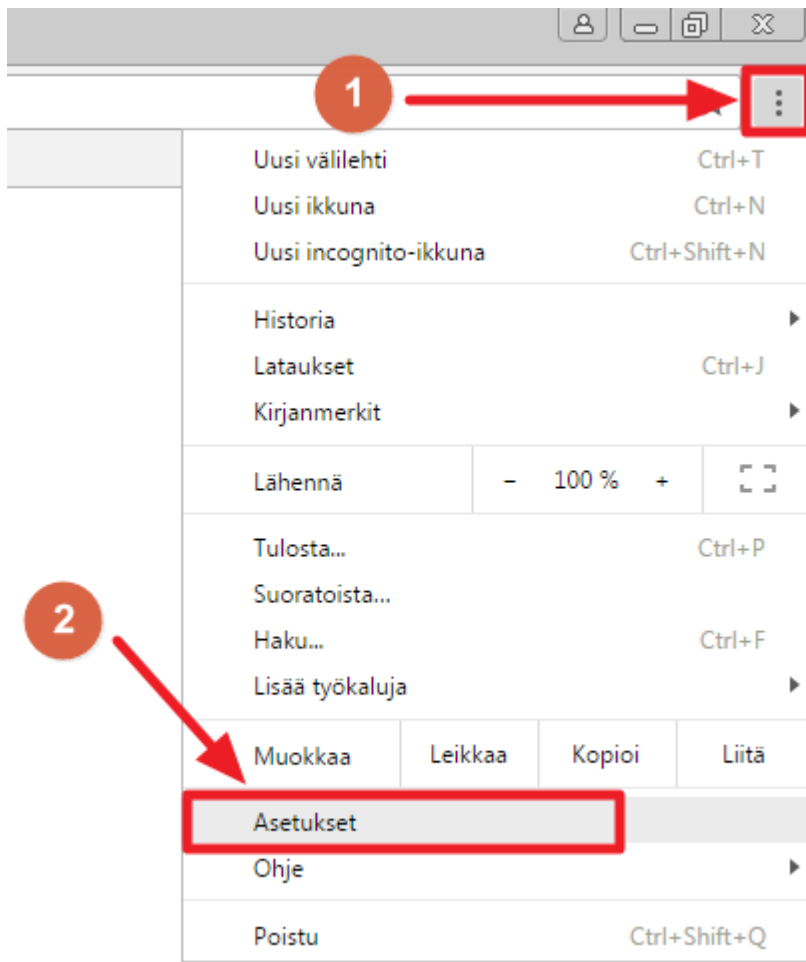 1
Uusi välilehti Ctrl+T
Uusi ikkuna Ctrl+N
Uusi incognito-ikkuna Ctrl+Shift+N
Historia
Lataukset Ctrl+J
Kirjanmerkit
Lähennä − 100 % +
Tulosta... Ctrl+P
Suoratoista...
2
Haku... Ctrl+F
Lisää työkaluja
Muokkaa Leikkaa Kopioi Liitä
Asetukset
Ohje
Poistu Ctrl+Shift+Q